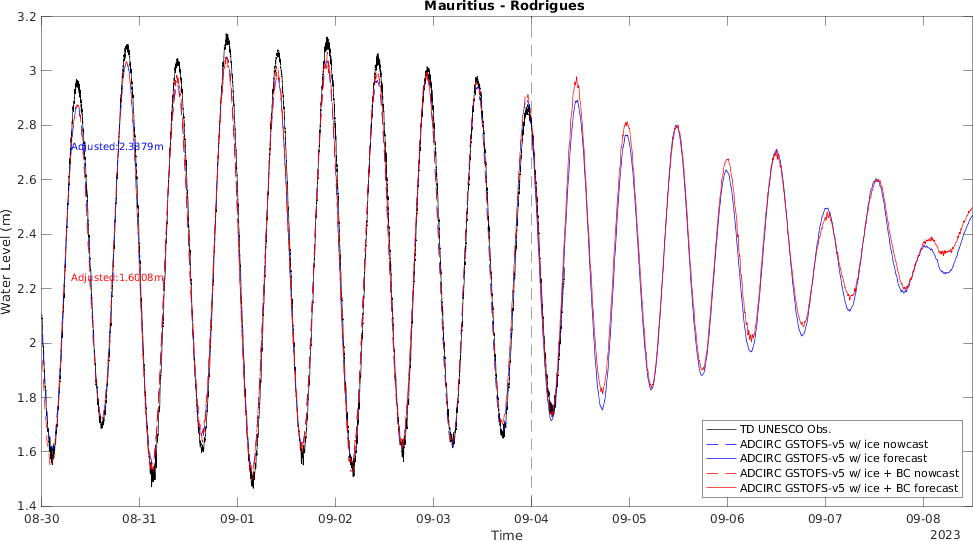 Mauritius - Rodrigues
Water Level (m)
3.2
3
2.8
2.6
2.4
2.2
2
1.8
1.6
1.4
Adjusted:2.3879m
Adjusted:1.6008m
TD UNESCO Obs.
ADCIRC GSTOFS-v5 w/ ice nowcast
ADCIRC GSTOFS-v5 w/ ice forecast
ADCIRC GSTOFS-v5 w/ ice + BC nowcast
ADCIRC GSTOFS-v5 w/ ice + BC forecast
08-30 08-31 09-01 09-02 09-03 09-04 09-05 09-06 09-07 09-08
Time
2023